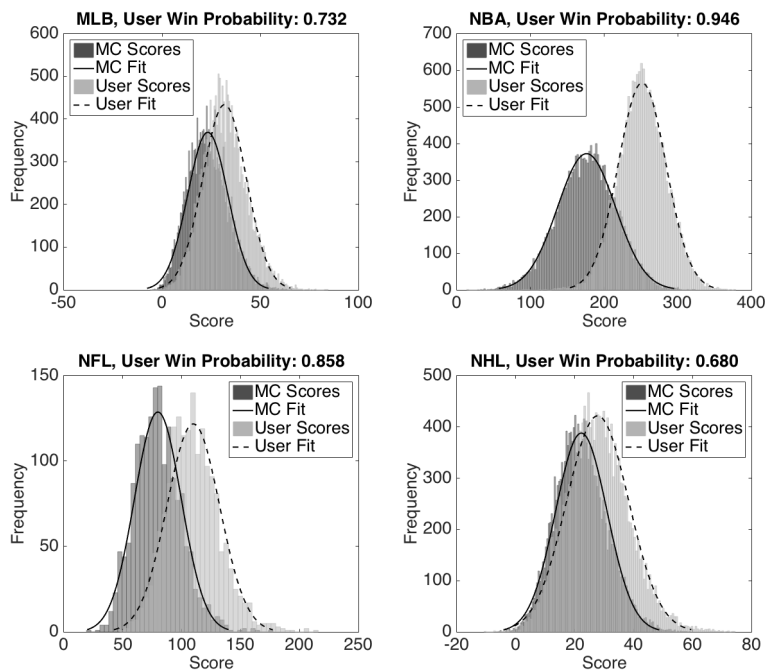 MLB, User Win Probability: 0.732
600
500
400
300
200
100
0
Frequency
MC Scores
MC Fit
User Scores
User Fit
-50 0 50 100
Score
NBA, User Win Probability: 0.946
700
600
500
400
300
200
100
0
Frequency
MC Scores
MC Fit
User Scores
User Fit
0 100 200 300 400
Score
NFL, User Win Probability: 0.858
150
100
50
0
Frequency
MC Scores
MC Fit
User Scores
User Fit
0 50 100 150 200 250
Score
NHL, User Win Probability: 0.680
500
400
300
200
100
0
Frequency
MC Scores
MC Fit
User Scores
User Fit
-20 0 20 40 60 80
Score